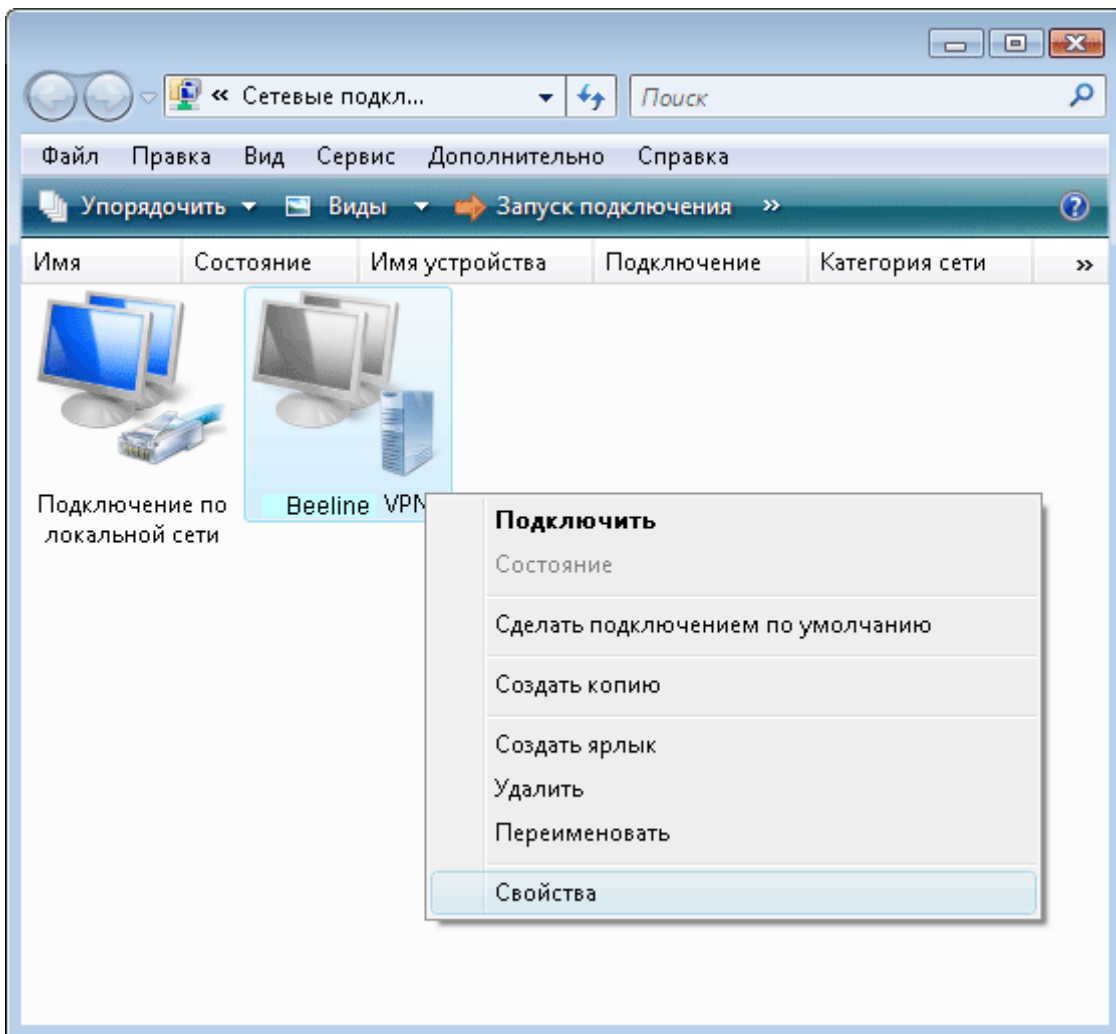 « Сетевые подкл...
Поиск
Файл Правка Вид Сервис Дополнительно Справка
Упорядочить Виды Запуск подключения »
Имя Состояние Имя устройства Подключение Категория сети »
Подключение по
локальной сети
Beeline VPN
Подключить
Состояние
Сделать подключением по умолчанию
Создать копию
Создать ярлык
Удалить
Переименовать
Свойства